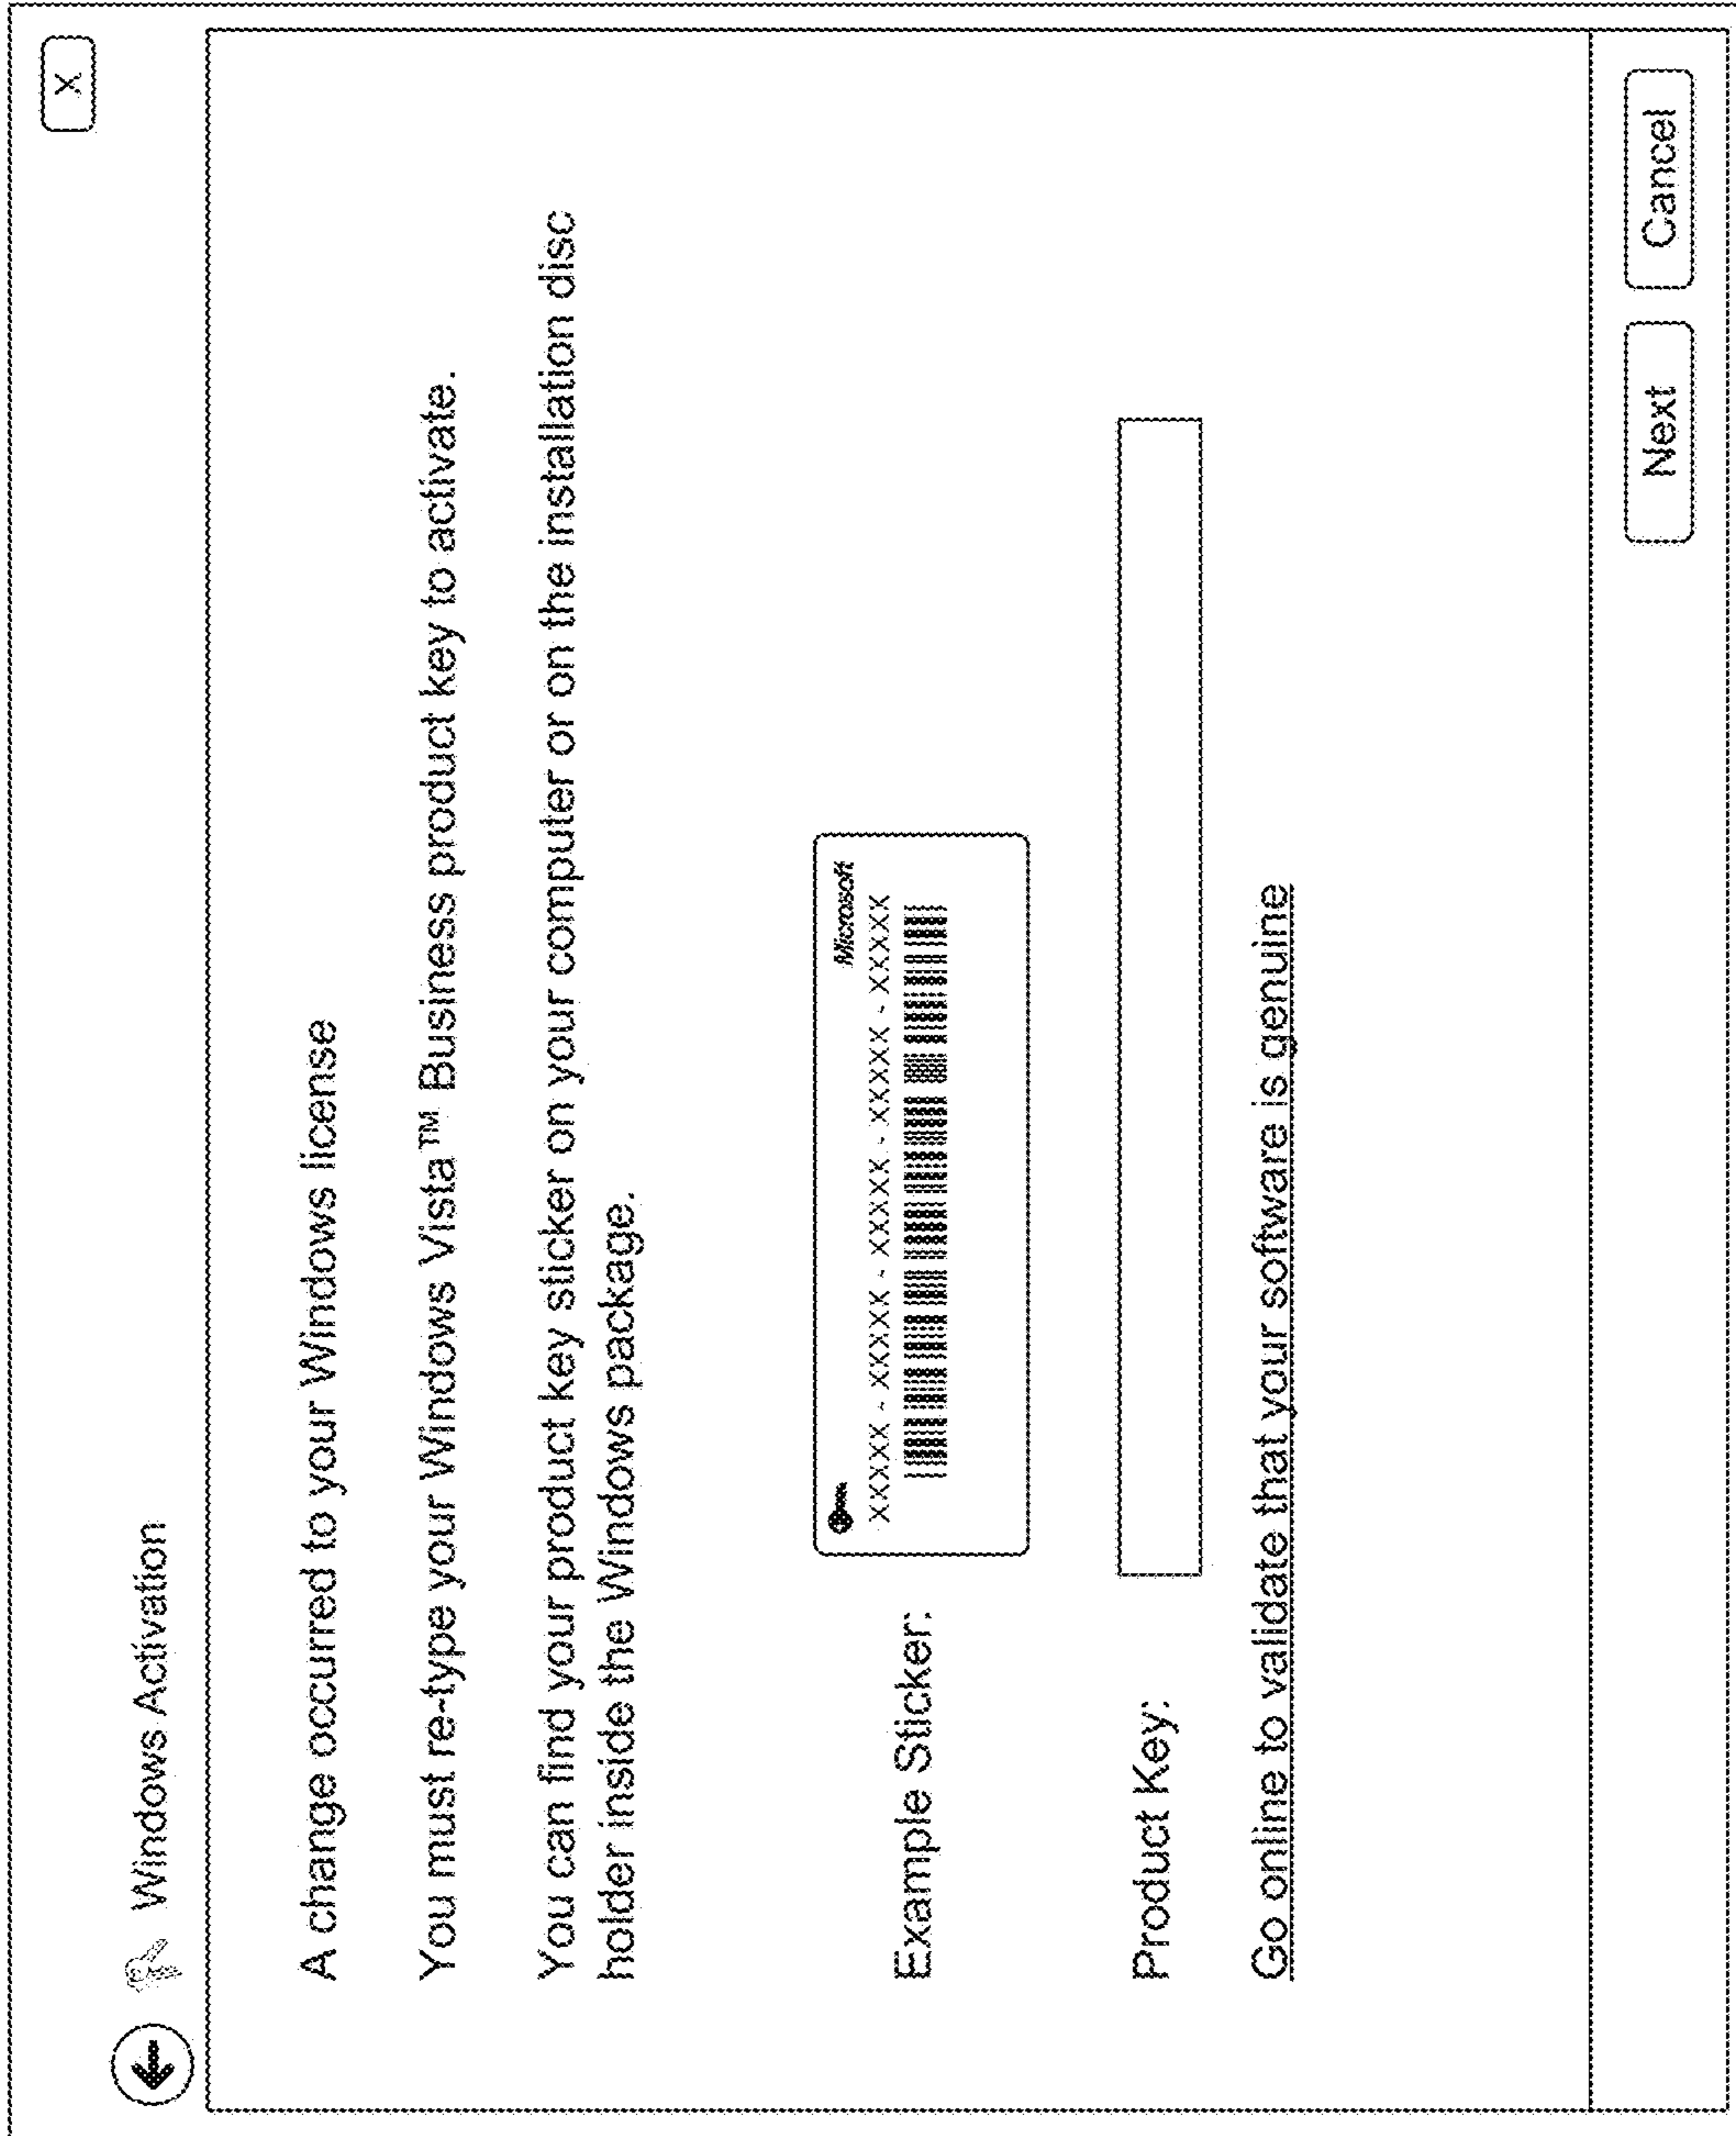 X
Windows Activation
A change occurred to your Windows license
You must re-type your Windows Vista™ Business product key to activate.
You can find your product key sticker on your computer or on the installation disc
holder inside the Windows package.
Microsoft
XXXXX - XXXXX - XXXXX - XXXXX - XXXXX
Example Sticker:
Product Key:
Go online to validate that your software is genuine
Next
Cancel